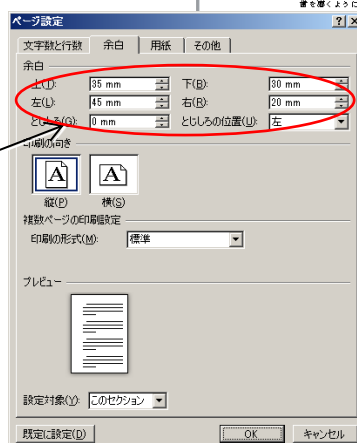 書を導くように
ページ設定
文字数と行数 余白 用紙 その他
余白
上(T): 35 mm 下(B): 30 mm
左(L): 45 mm 右(R): 20 mm
とじしろ(G): 0 mm とじしろの位置(U): 左
印刷の向き
A A
縦(P) 横(S)
複数ページの印刷設定
印刷の形式(M): 標準
プレビュー
設定対象(Y): このセクション
既定に設定(D) OK キャンセル